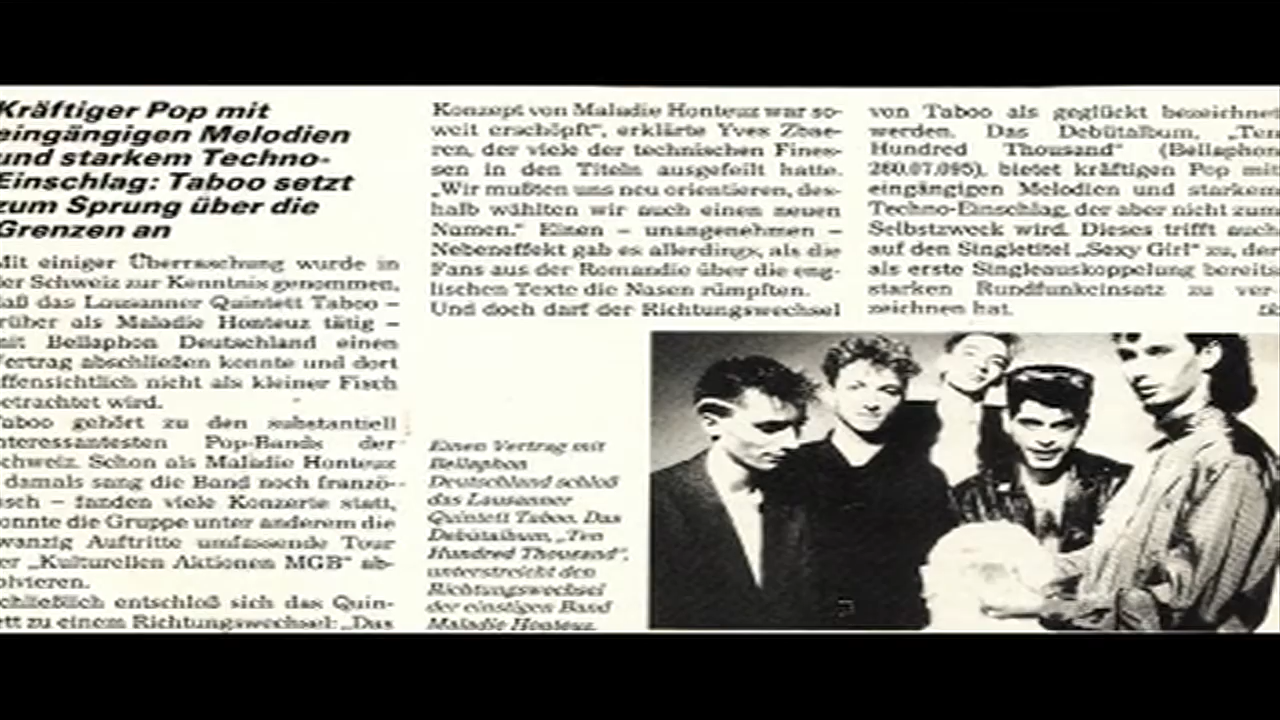 Kräftiger Pop mit
eingängigen Melodien
und starkem Techno-
Einschlag: Taboo setzt
zum Sprung über die
Grenzen an
Mit einiger Überraschung wurde in
der Schweiz zur Kenntnis genommen,
daß das Lausanner Quintett Taboo –
früher als Maladie Honteuz tätig –
mit Bellaphon Deutschland einen
Vertrag abschließen konnte und dort
offensichtlich nicht als kleiner Fisch
betrachtet wird.
Taboo gehört zu den substantiell
interessantesten Pop-Bands der
Schweiz. Schon als Maladie Honteuz
damals sang die Band noch franzö-
isch – fanden viele Konzerte statt,
konnte die Gruppe unter anderem die
zwanzig Auftritte umfassende Tour
der „Kulturellen Aktionen MGB" ab-
olvieren.
Schließlich entschloß sich das Quin-
tett zu einem Richtungswechsel: „Das
Konzept von Maladie Honteuz war so-
weit erschöpft", erklärte Yves Zbae-
ren, der viele der technischen Fines-
sen in den Titeln ausgefeilt hatte.
„Wir mußten uns neu orientieren, des-
halb wählten wir auch einen neuen
Namen." Einen – unangenehmen –
Nebeneffekt gab es allerdings, als die
Fans aus der Romandie über die eng-
lischen Texte die Nasen rümpften.
Und doch darf der Richtungswechsel
von Taboo als geglückt bezeichnet
werden. Das Debütalbum, „Ten
Hundred Thousand" (Bellaphon
260.07.095), bietet kräftigen Pop mit
eingängigen Melodien und starkem
Techno-Einschlag, der aber nicht zum
Selbstzweck wird. Dieses trifft auch
auf den Singletitel „Sexy Girl" zu, der
als erste Singleauskoppelung bereits
starken Rundfunkeinsatz zu ver-
zeichnen hat.
Einen Vertrag mit
Bellaphon
Deutschland schloß
das Lausanner
Quintett Taboo. Das
Debütalbum, „Ten
Hundred Thousand",
unterstreicht den
Richtungswechsel
der einstigen Band
Maladie Honteuz.